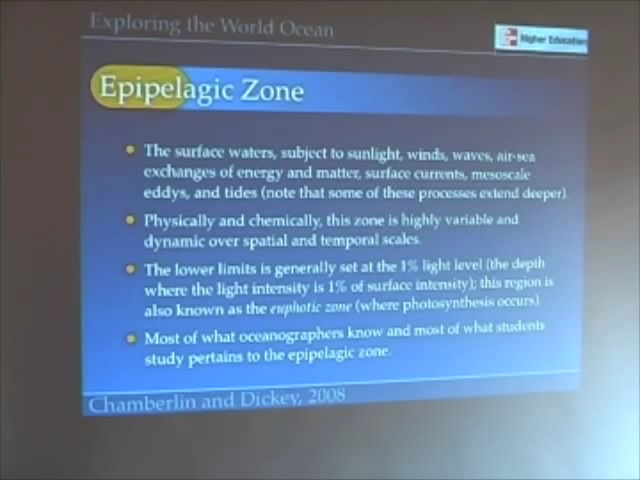 Exploring the World Ocean
Higher Education
Epipelagic Zone
The surface waters, subject to sunlight, winds, waves, air-sea
exchanges of energy and matter, surface currents, mesoscale
eddys, and tides (note that some of these processes extend deeper).
Physically and chemically, this zone is highly variable and
dynamic over spatial and temporal scales.
The lower limits is generally set at the 1% light level (the depth
where the light intensity is 1% of surface intensity); this region is
also known as the euphotic zone (where photosynthesis occurs)
Most of what oceanographers know and most of what students
study pertains to the epipelagic zone.
Chamberlin and Dickey, 2008